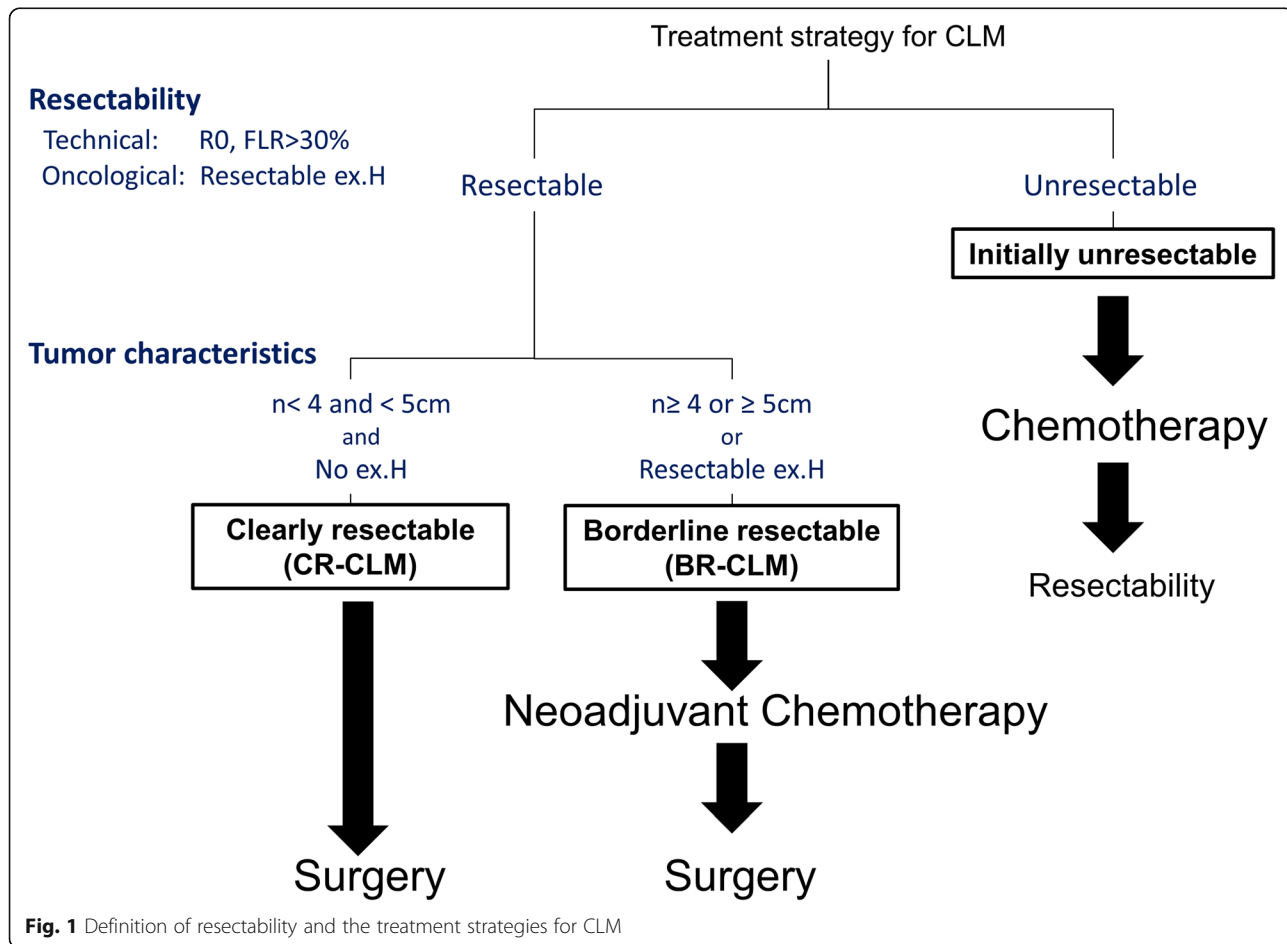 Treatment strategy for CLM
Resectability
Technical: R0, FLR>30%
Oncological: Resectable ex.H
Resectable
Unresectable
Initially unresectable
Tumor characteristics
n< 4 and < 5cm
and
No ex.H
n≥ 4 or ≥ 5cm
or
Resectable ex.H
Chemotherapy
Clearly resectable
(CR-CLM)
Borderline resectable
(BR-CLM)
Resectability
Neoadjuvant Chemotherapy
Surgery
Surgery
Fig. 1 Definition of resectability and the treatment strategies for CLM